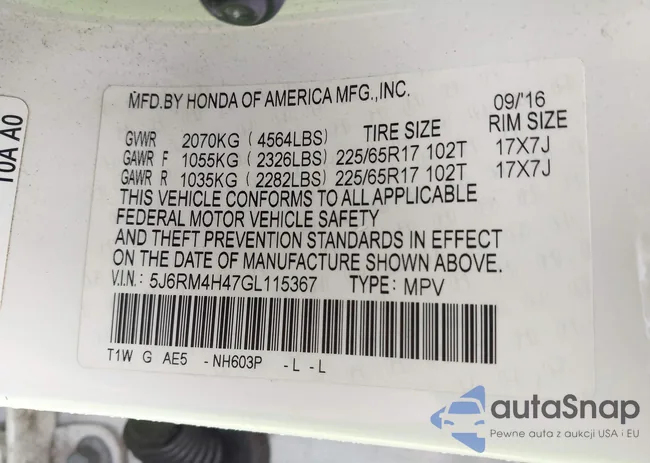 MFD.BY HONDA OF AMERICA MFG.,INC. 09/'16
GVWR 2070KG ( 4564LBS) TIRE SIZE RIM SIZE
GAWR F 1055KG ( 2326LBS) 225/65R17 102T 17X7J
GAWR R 1035KG ( 2282LBS) 225/65R17 102T 17X7J
THIS VEHICLE CONFORMS TO ALL APPLICABLE
FEDERAL MOTOR VEHICLE SAFETY
AND THEFT PREVENTION STANDARDS IN EFFECT
ON THE DATE OF MANUFACTURE SHOWN ABOVE.
V.I.N.: 5J6RM4H47GL115367 TYPE: MPV
T1W G AE5 -NH603P -L -L
T0A A0
autaSnap
Pewne auta z aukcji USA i EU